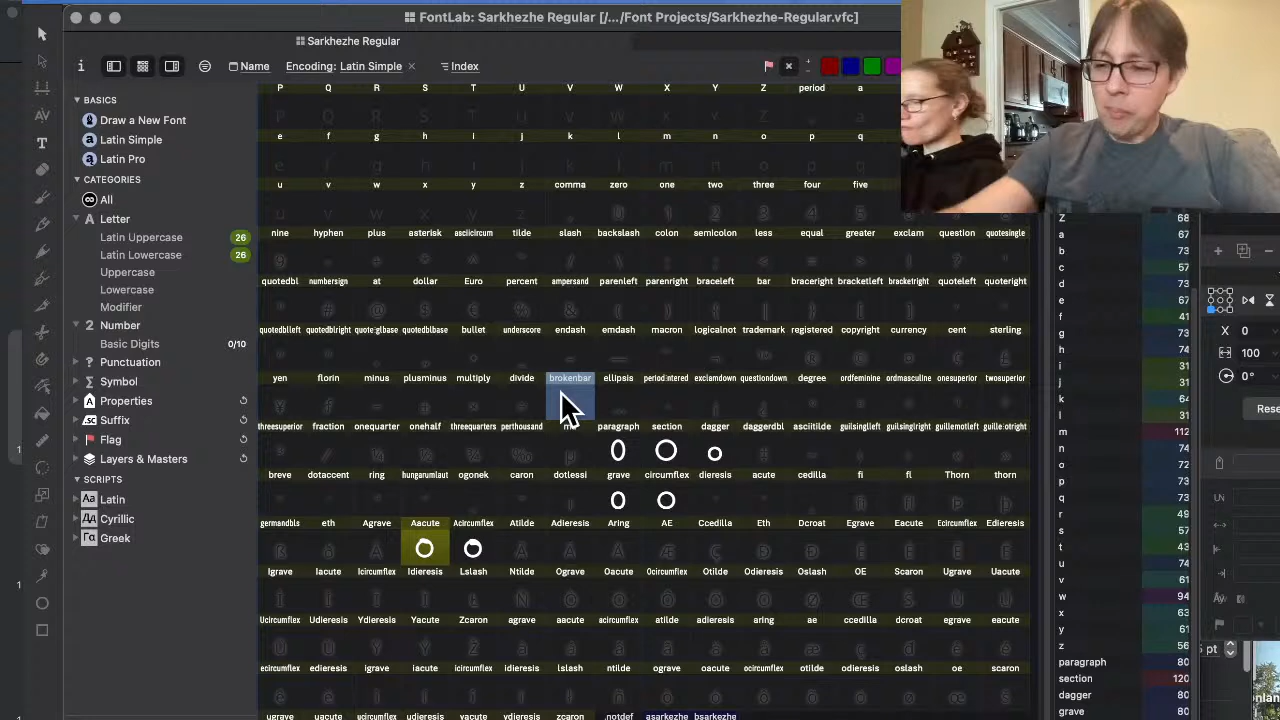 FontLab: Sarkhezhe Regular [/.../Font Projects/Sarkhezhe-Regular.vfc]
Sarkhezhe Regular
Name Encoding: Latin Simple × Index
BASICS
Draw a New Font
Latin Simple
Latin Pro
CATEGORIES
All
Letter
Latin Uppercase 26
Latin Lowercase 26
Uppercase
Lowercase
Modifier
Number
Basic Digits 0/10
Punctuation
Symbol
Properties
Suffix
Flag
Layers & Masters
SCRIPTS
Latin
Cyrillic
Greek
P Q R S T U V W X Y Z period a
e f g h i j k l m n o p q
u v w x y z comma zero one two three four five
nine hyphen plus asterisk asciicircum tilde slash backslash colon semicolon less equal greater exclam question quotesingle
quotedbl numbersign at dollar Euro percent ampersand parenleft parenright braceleft bar braceright bracketleft bracketright quoteleft quoteright
quotedblleft quotedblright quotedblbase bullet underscore endash emdash macron logicalnot trademark registered copyright currency cent sterling
yen florin minus plusminus multiply divide brokenbar ellipsis exclamdown questiondown degree ordfeminine ordmasculine onesuperior twosuperior
threesuperior fraction onequarter onehalf threequarters perthousand paragraph section dagger daggerdbl asciitilde guilsinglleft guilsinglright guillemotleft
breve dotaccent ring hungarumlaut ogonek caron dotlessi grave circumflex dieresis acute cedilla fi fl Thorn thorn
germandbls eth Agrave Aacute Acircumflex Atilde Adieresis Aring AE Ccedilla Eth Dcroat Egrave Eacute Ecircumflex Edieresis
Igrave Iacute Icircumflex Idieresis Lslash Ntilde Ograve Oacute Ocircumflex Otilde Odieresis Oslash OE Scaron Ugrave Uacute
Ucircumflex Udieresis Ydieresis Yacute Zcaron agrave aacute acircumflex atilde adieresis aring ae ccedilla dcroat egrave eacute
ecircumflex edieresis igrave iacute icircumflex idieresis lslash ntilde ograve oacute ocircumflex otilde odieresis oslash oe scaron
ugrave uacute ucircumflex udieresis yacute ydieresis zcaron .notdef asarkezhe bsarkezhe
Z 68
a 67
b 73
c 57
d 73
e 67
f 41
g 73
h 74
i 31
j 31
k 64
l 31
m 112
n 72
o 73
p 72
q 73
r 49
s 57
t 43
u 74
v 61
w 94
x 63
y 61
z 56
paragraph 80
section 120
dagger 80
grave 80
X 0
100
0°
Rese
5 pt